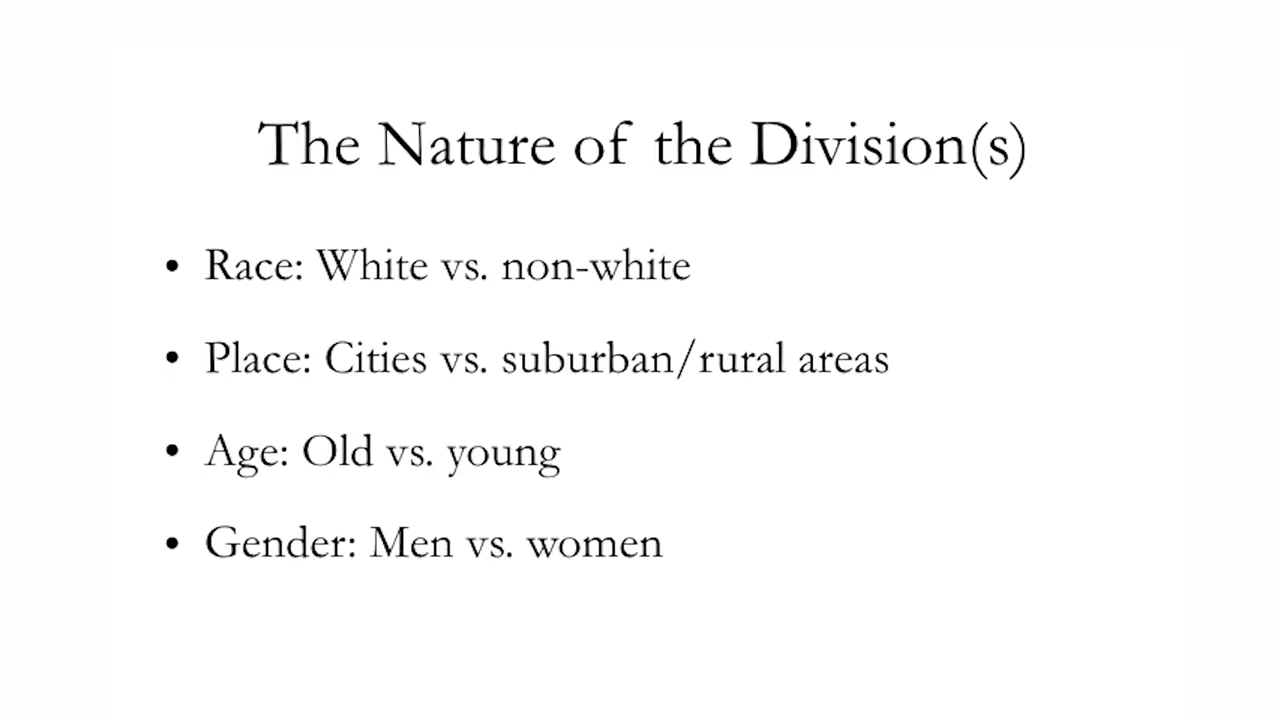 The Nature of the Division(s)
• Race: White vs. non-white
• Place: Cities vs. suburban/rural areas
• Age: Old vs. young
• Gender: Men vs. women